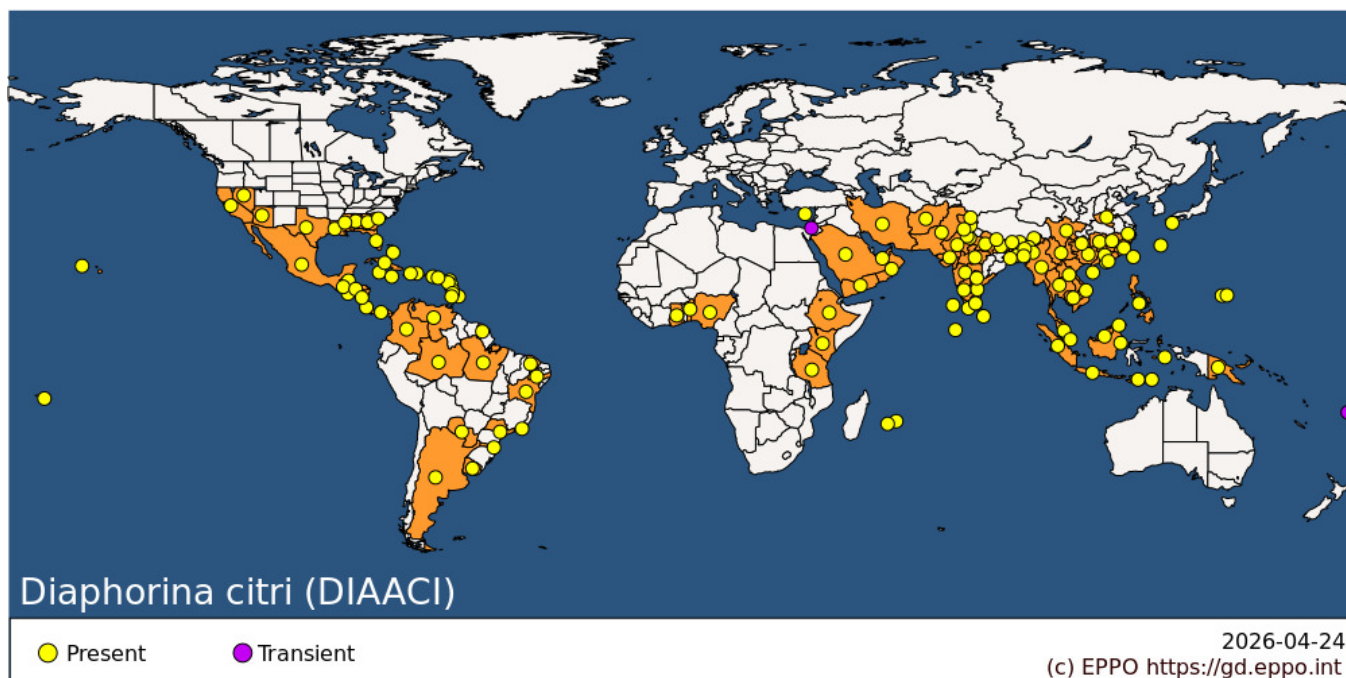 Diaphorina citri (DIAACI)
Present
Transient
2026-04-24
(c) EPPO https://gd.eppo.int